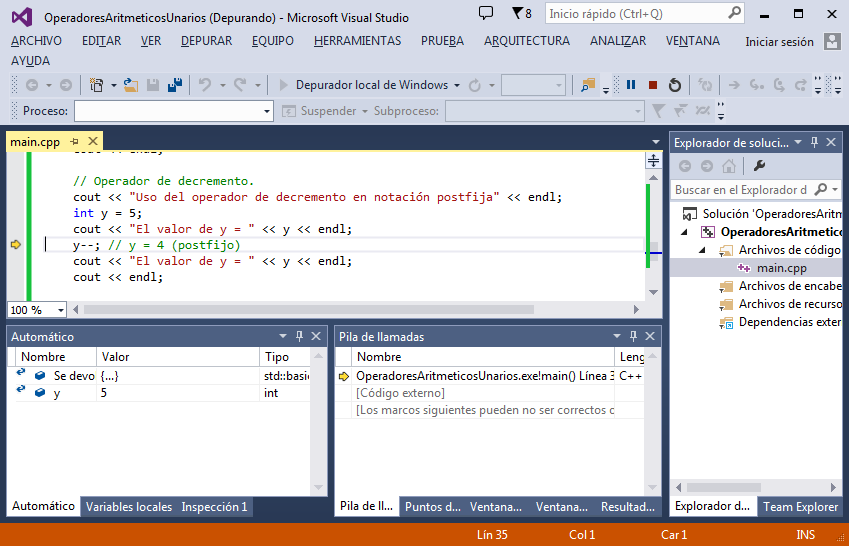 OperadoresAritmeticosUnarios (Depurando) - Microsoft Visual Studio
8
Inicio rápido (Ctrl+Q)
ARCHIVO EDITAR VER DEPURAR EQUIPO HERRAMIENTAS PRUEBA ARQUITECTURA ANALIZAR VENTANA
Iniciar sesión
AYUDA
Depurador local de Windows
Proceso:
Suspender
Subproceso:
main.cpp
cout << endl;
// Operador de decremento.
cout << "Uso del operador de decremento en notación postfija" << endl;
int y = 5;
cout << "El valor de y = " << y << endl;
y--; // y = 4 (postfijo)
cout << "El valor de y = " << y << endl;
cout << endl;
100 %
Explorador de soluci...
Buscar en el Explorador d
Solución 'OperadoresAritm
OperadoresAritmetico
Archivos de código
main.cpp
Archivos de encabe
Archivos de recurso
Dependencias exter
Explorador d...
Team Explorer
Automático
Nombre Valor Tipo
Se devo {...} std::basi
y 5 int
Automático Variables locales Inspección 1
Pila de llamadas
Nombre Leng
OperadoresAritmeticosUnarios.exe!main() Línea 3 C++
[Código externo]
[Los marcos siguientes pueden no ser correctos o
Pila de ll... Puntos d... Ventana... Ventana... Resultad...
Lín 35 Col 1 Car 1 INS